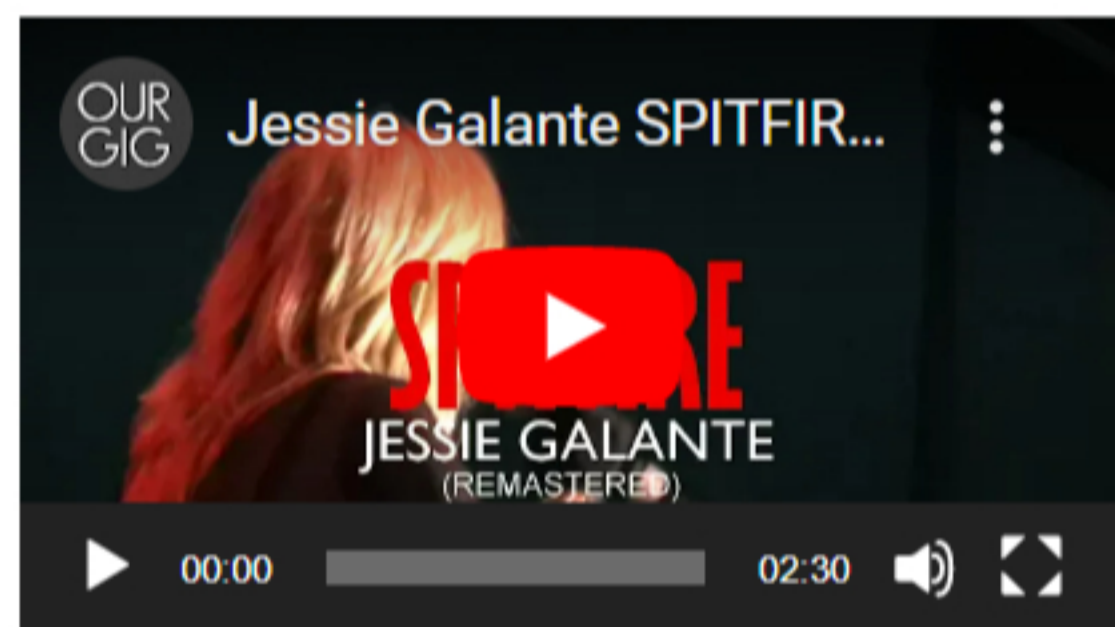 OUR
GIG
Jessie Galante SPITFIR...
JESSIE GALANTE
(REMASTERED)
00:00
02:30